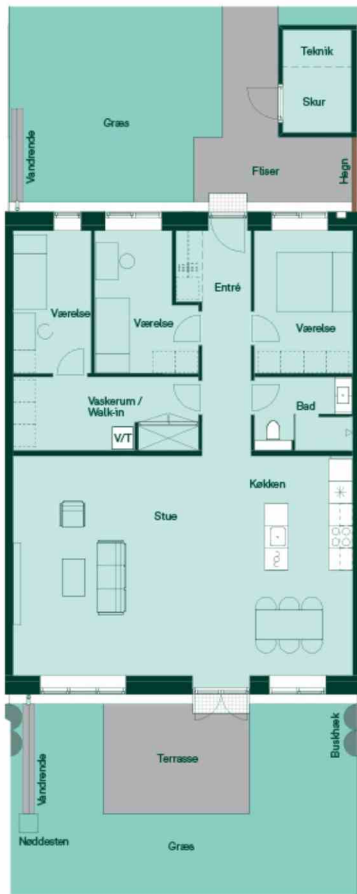 Teknik
Skur
Græs
Vandrende
Fliser
Hegn
Entré
Værelse
Værelse
Værelse
Vaskerum /
Walk-in
V/T
Bad
Køkken
Stue
Buskhæk
Terrasse
Vandrende
Nøddesten
Græs